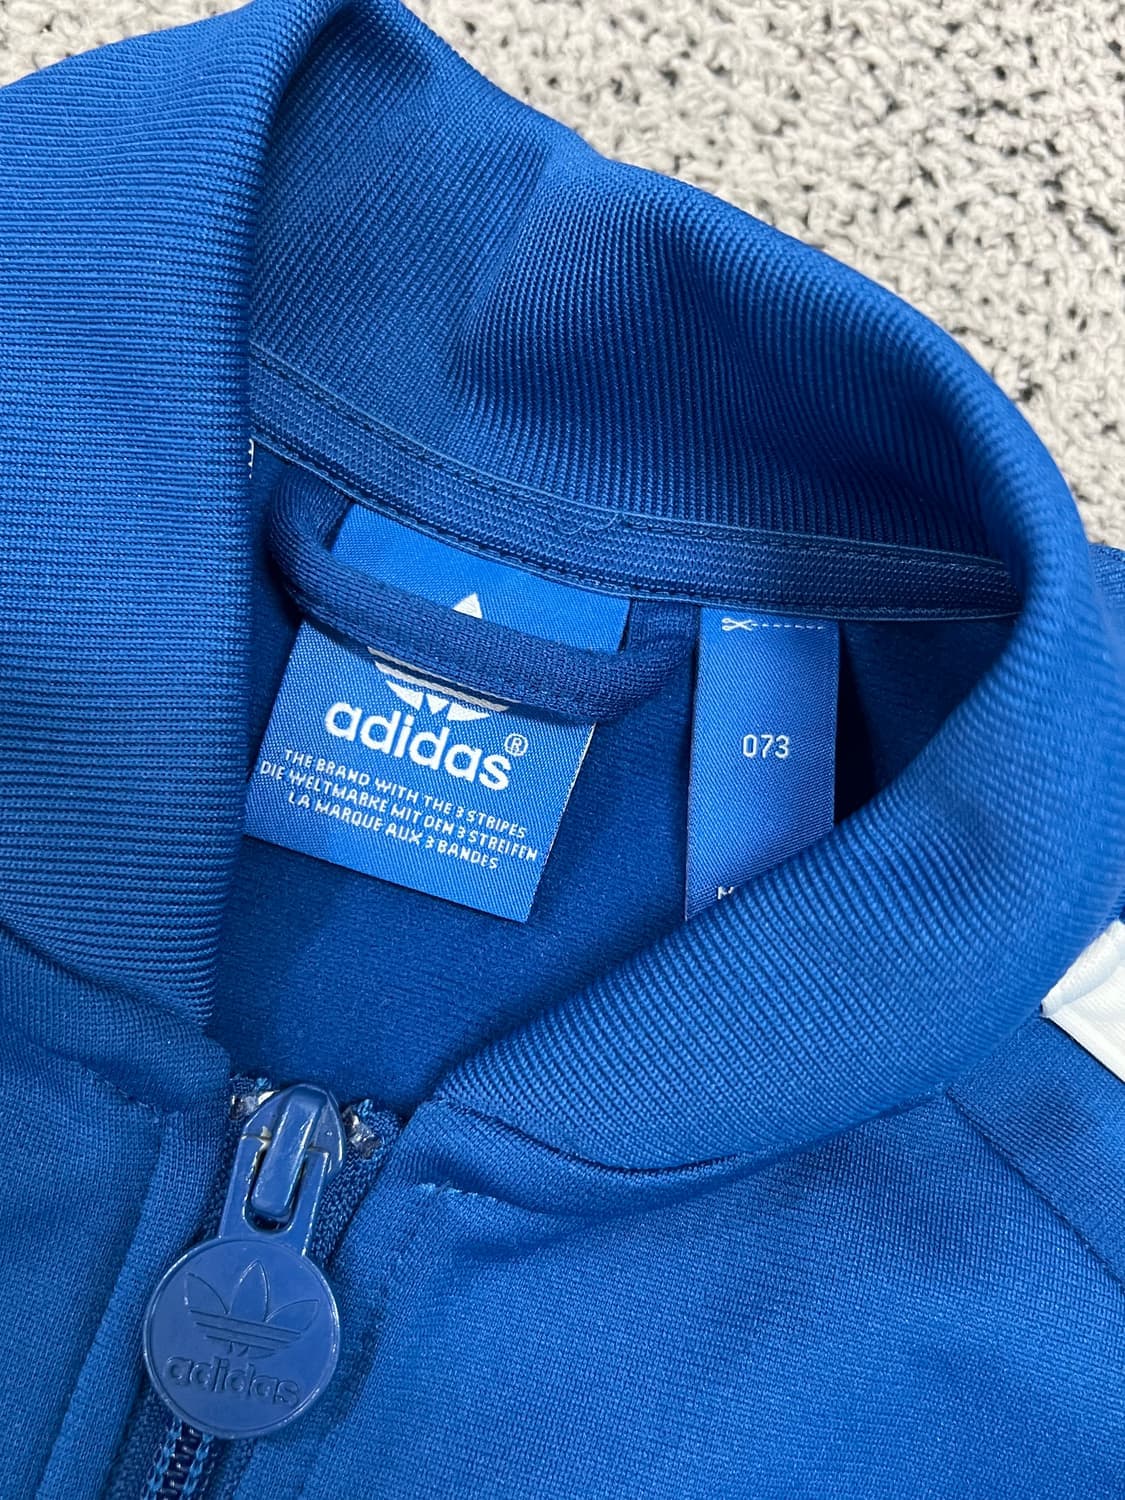 adidas®
THE BRAND WITH THE 3 STRIPES
DIE WELTMARKE MIT DEN 3 STREIFEN
LA MARQUE AUX 3 BANDES
073
adidas